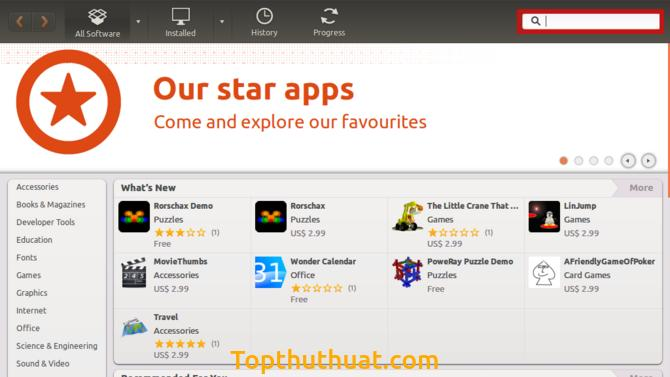 All Software
Installed
History
Progress
Our star apps
Come and explore our favourites
Accessories
Books & Magazines
Developer Tools
Education
Fonts
Games
Graphics
Internet
Office
Science & Engineering
Sound & Video
What's New
More
Rorschax Demo
Puzzles
(1)
Free
Rorschax
Puzzles
US$ 2.99
The Little Crane That ...
Games
(1)
US$ 2.99
LinJump
Games
US$ 2.99
MovieThumbs
Accessories
US$ 2.99
31
Wonder Calendar
Office
(1)
Free
PoweRay Puzzle Demo
Puzzles
Free
AFriendlyGameOfPoker
Card Games
US$ 2.99
Travel
Accessories
(1)
US$ 2.99
Topthuthuat.com
Recommended For You
More